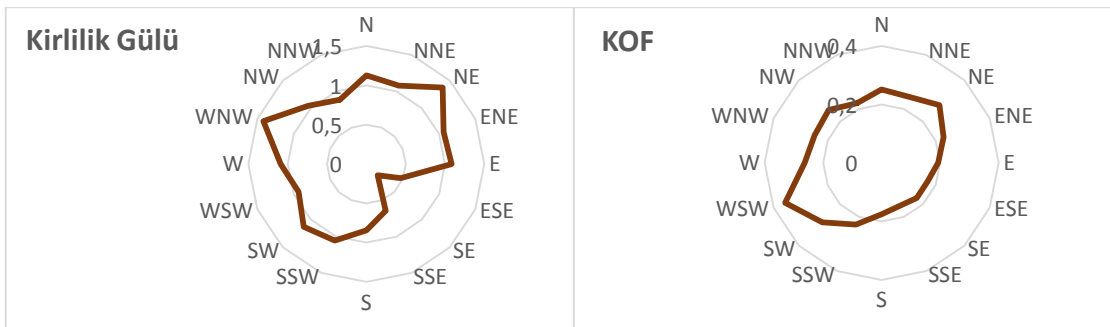 Kirlilik Gülü
N
NNE
NE
ENE
E
ESE
SE
SSE
S
SSW
SW
WSW
W
WNW
NW
NNW
1,5
1
0,5
0
KOF
N
NNE
NE
ENE
E
ESE
SE
SSE
S
SSW
SW
WSW
W
WNW
NW
NNW
0,4
0,2
0